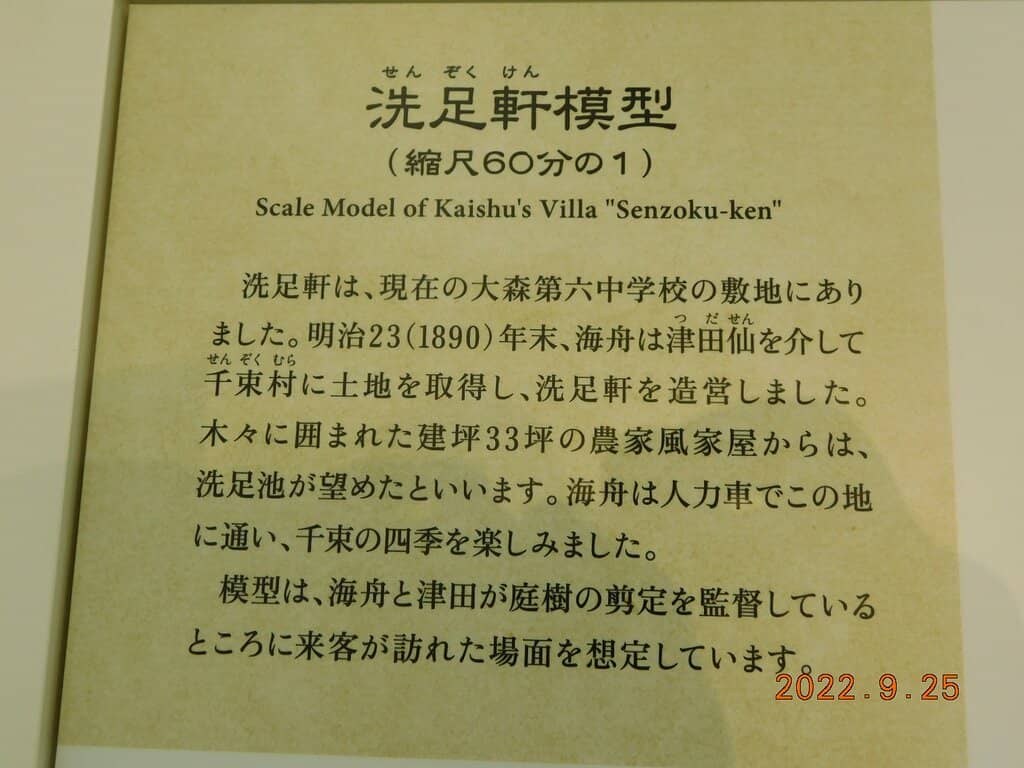 せん ぞく けん
洗足軒模型
（縮尺60分の1）
Scale Model of Kaishu's Villa "Senzoku-ken"
洗足軒は、現在の大森第六中学校の敷地にあり
つ だ せん
ました。明治23（1890）年末、海舟は津田仙を介して
せん ぞく むら
千束村に土地を取得し、洗足軒を造営しました。
木々に囲まれた建坪33坪の農家風家屋からは、
洗足池が望めたといいます。海舟は人力車でこの地
に通い、千束の四季を楽しみました。
模型は、海舟と津田が庭樹の剪定を監督している
ところに来客が訪れた場面を想定しています。
2022.9.25